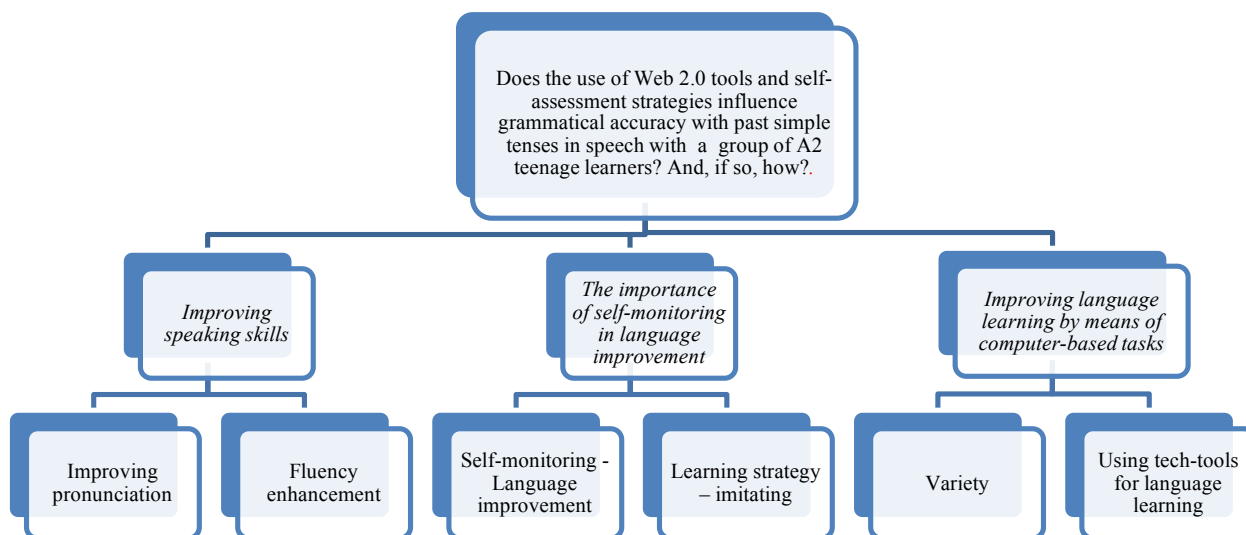 Does the use of Web 2.0 tools and self-
assessment strategies influence
grammatical accuracy with past simple
tenses in speech with a group of A2
teenage learners? And, if so, how?.
Improving
speaking skills
The importance
of self-monitoring
in language
improvement
Improving language
learning by means of
computer-based tasks
Improving
pronunciation
Fluency
enhancement
Self-monitoring -
Language
improvement
Learning strategy
– imitating
Variety
Using tech-tools
for language
learning